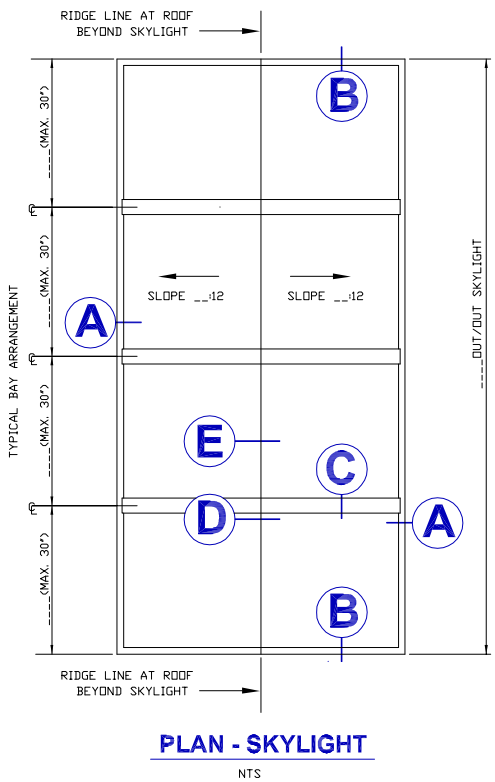 RIDGE LINE AT ROOF
BEYOND SKYLIGHT
B
____(MAX. 30")
℄
____(MAX. 30")
SLOPE __:12
SLOPE __:12
A
TYPICAL BAY ARRANGEMENT
____OUT/OUT SKYLIGHT
℄
____(MAX. 30")
E
C
℄
D
A
____(MAX. 30")
B
RIDGE LINE AT ROOF
BEYOND SKYLIGHT
PLAN - SKYLIGHT
NTS